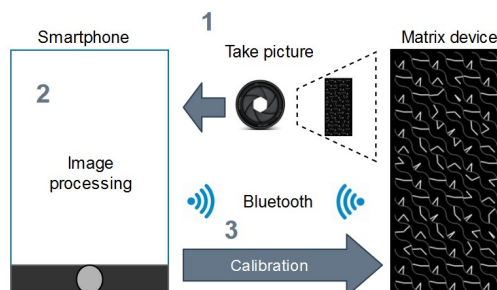 1
Smartphone
Take picture
Matrix device
2
Image
processing
Bluetooth
3
Calibration